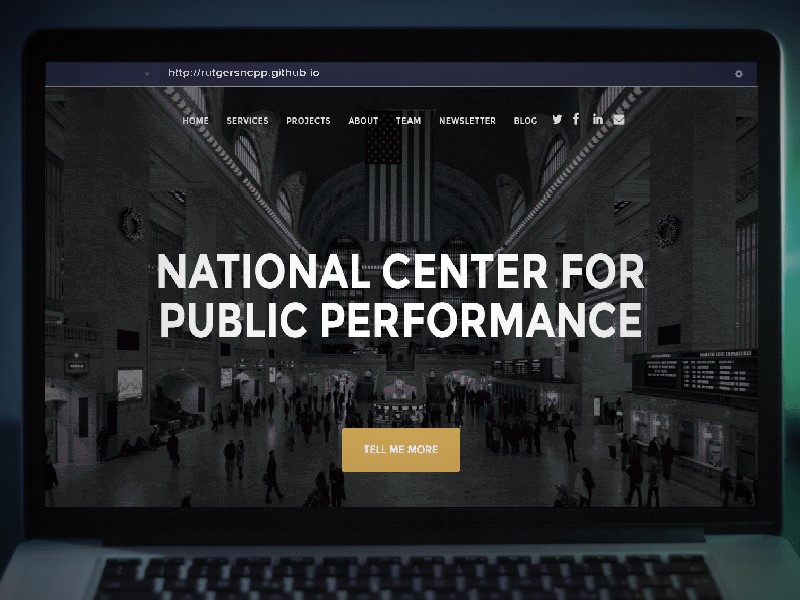 http://rutgersncpp.github.io
HOME SERVICES PROJECTS ABOUT TEAM NEWSLETTER BLOG
NATIONAL CENTER FOR
PUBLIC PERFORMANCE
TELL ME MORE